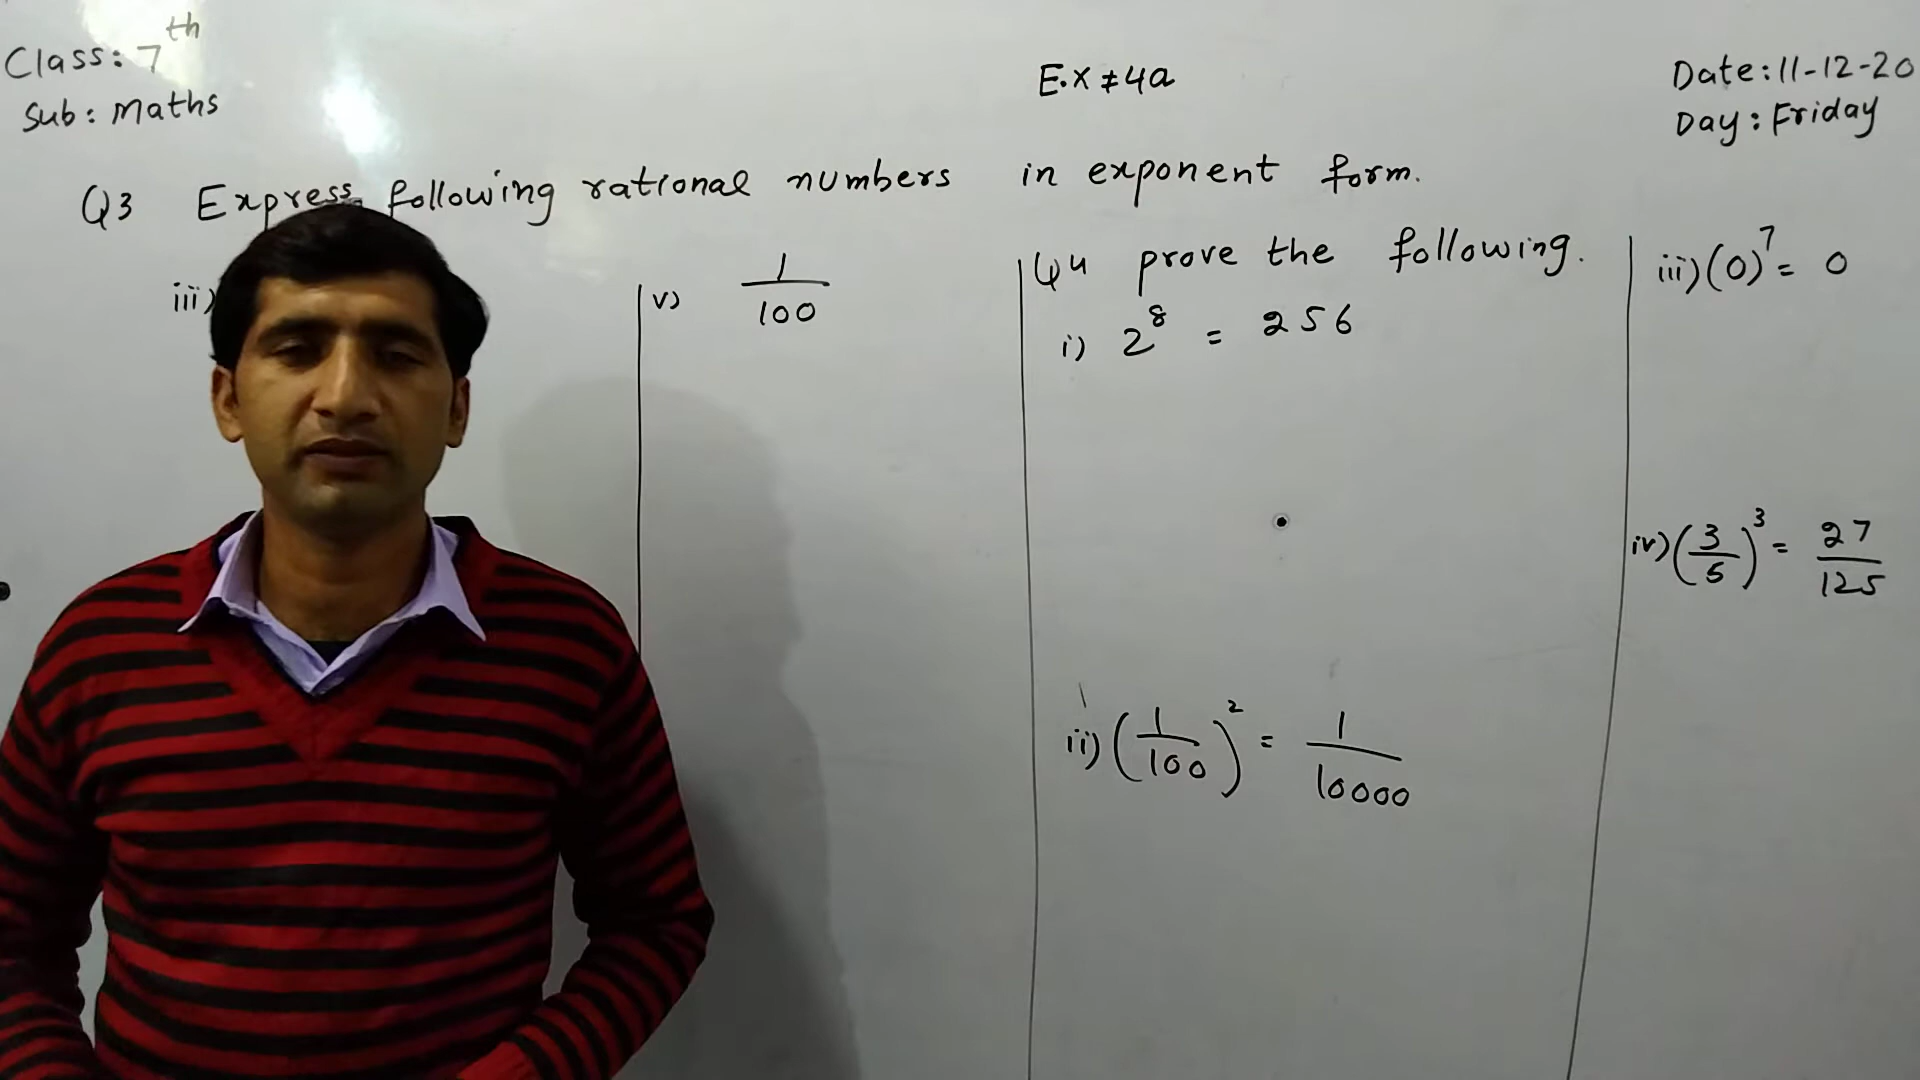 Class: 7th
Sub: Maths
E.X ≠ 4a
Date: 11-12-20
Day: Friday
Q3 Express following rational numbers in exponent form.
iii)
v) 1/100
Q4 prove the following.
i) 2^8 = 256
ii) (1/100)^2 = 1/10000
iii) (0)^7 = 0
iv) (3/5)^3 = 27/125